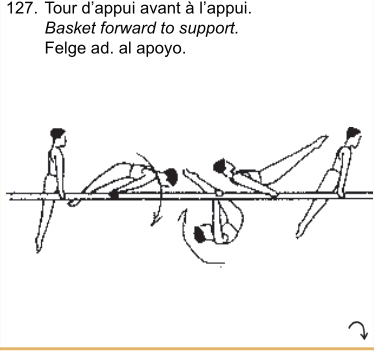 127. Tour d'appui avant à l'appui.
Basket forward to support.
Felge ad. al apoyo.